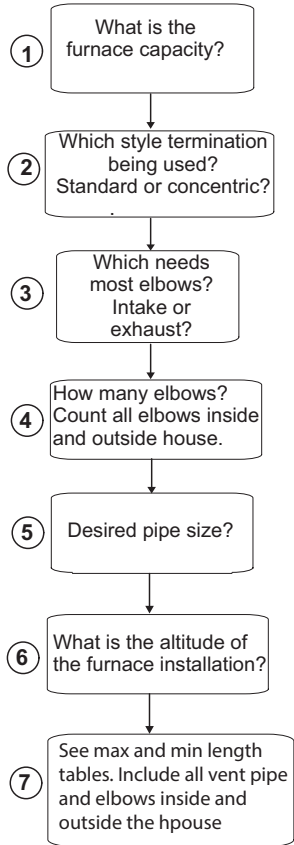 1
What is the
furnace capacity?
2
Which style termination
being used?
Standard or concentric?
3
Which needs
most elbows?
Intake or
exhaust?
4
How many elbows?
Count all elbows inside
and outside house.
5
Desired pipe size?
6
What is the altitude of
the furnace installation?
7
See max and min length
tables. Include all vent pipe
and elbows inside and
outside the hpouse